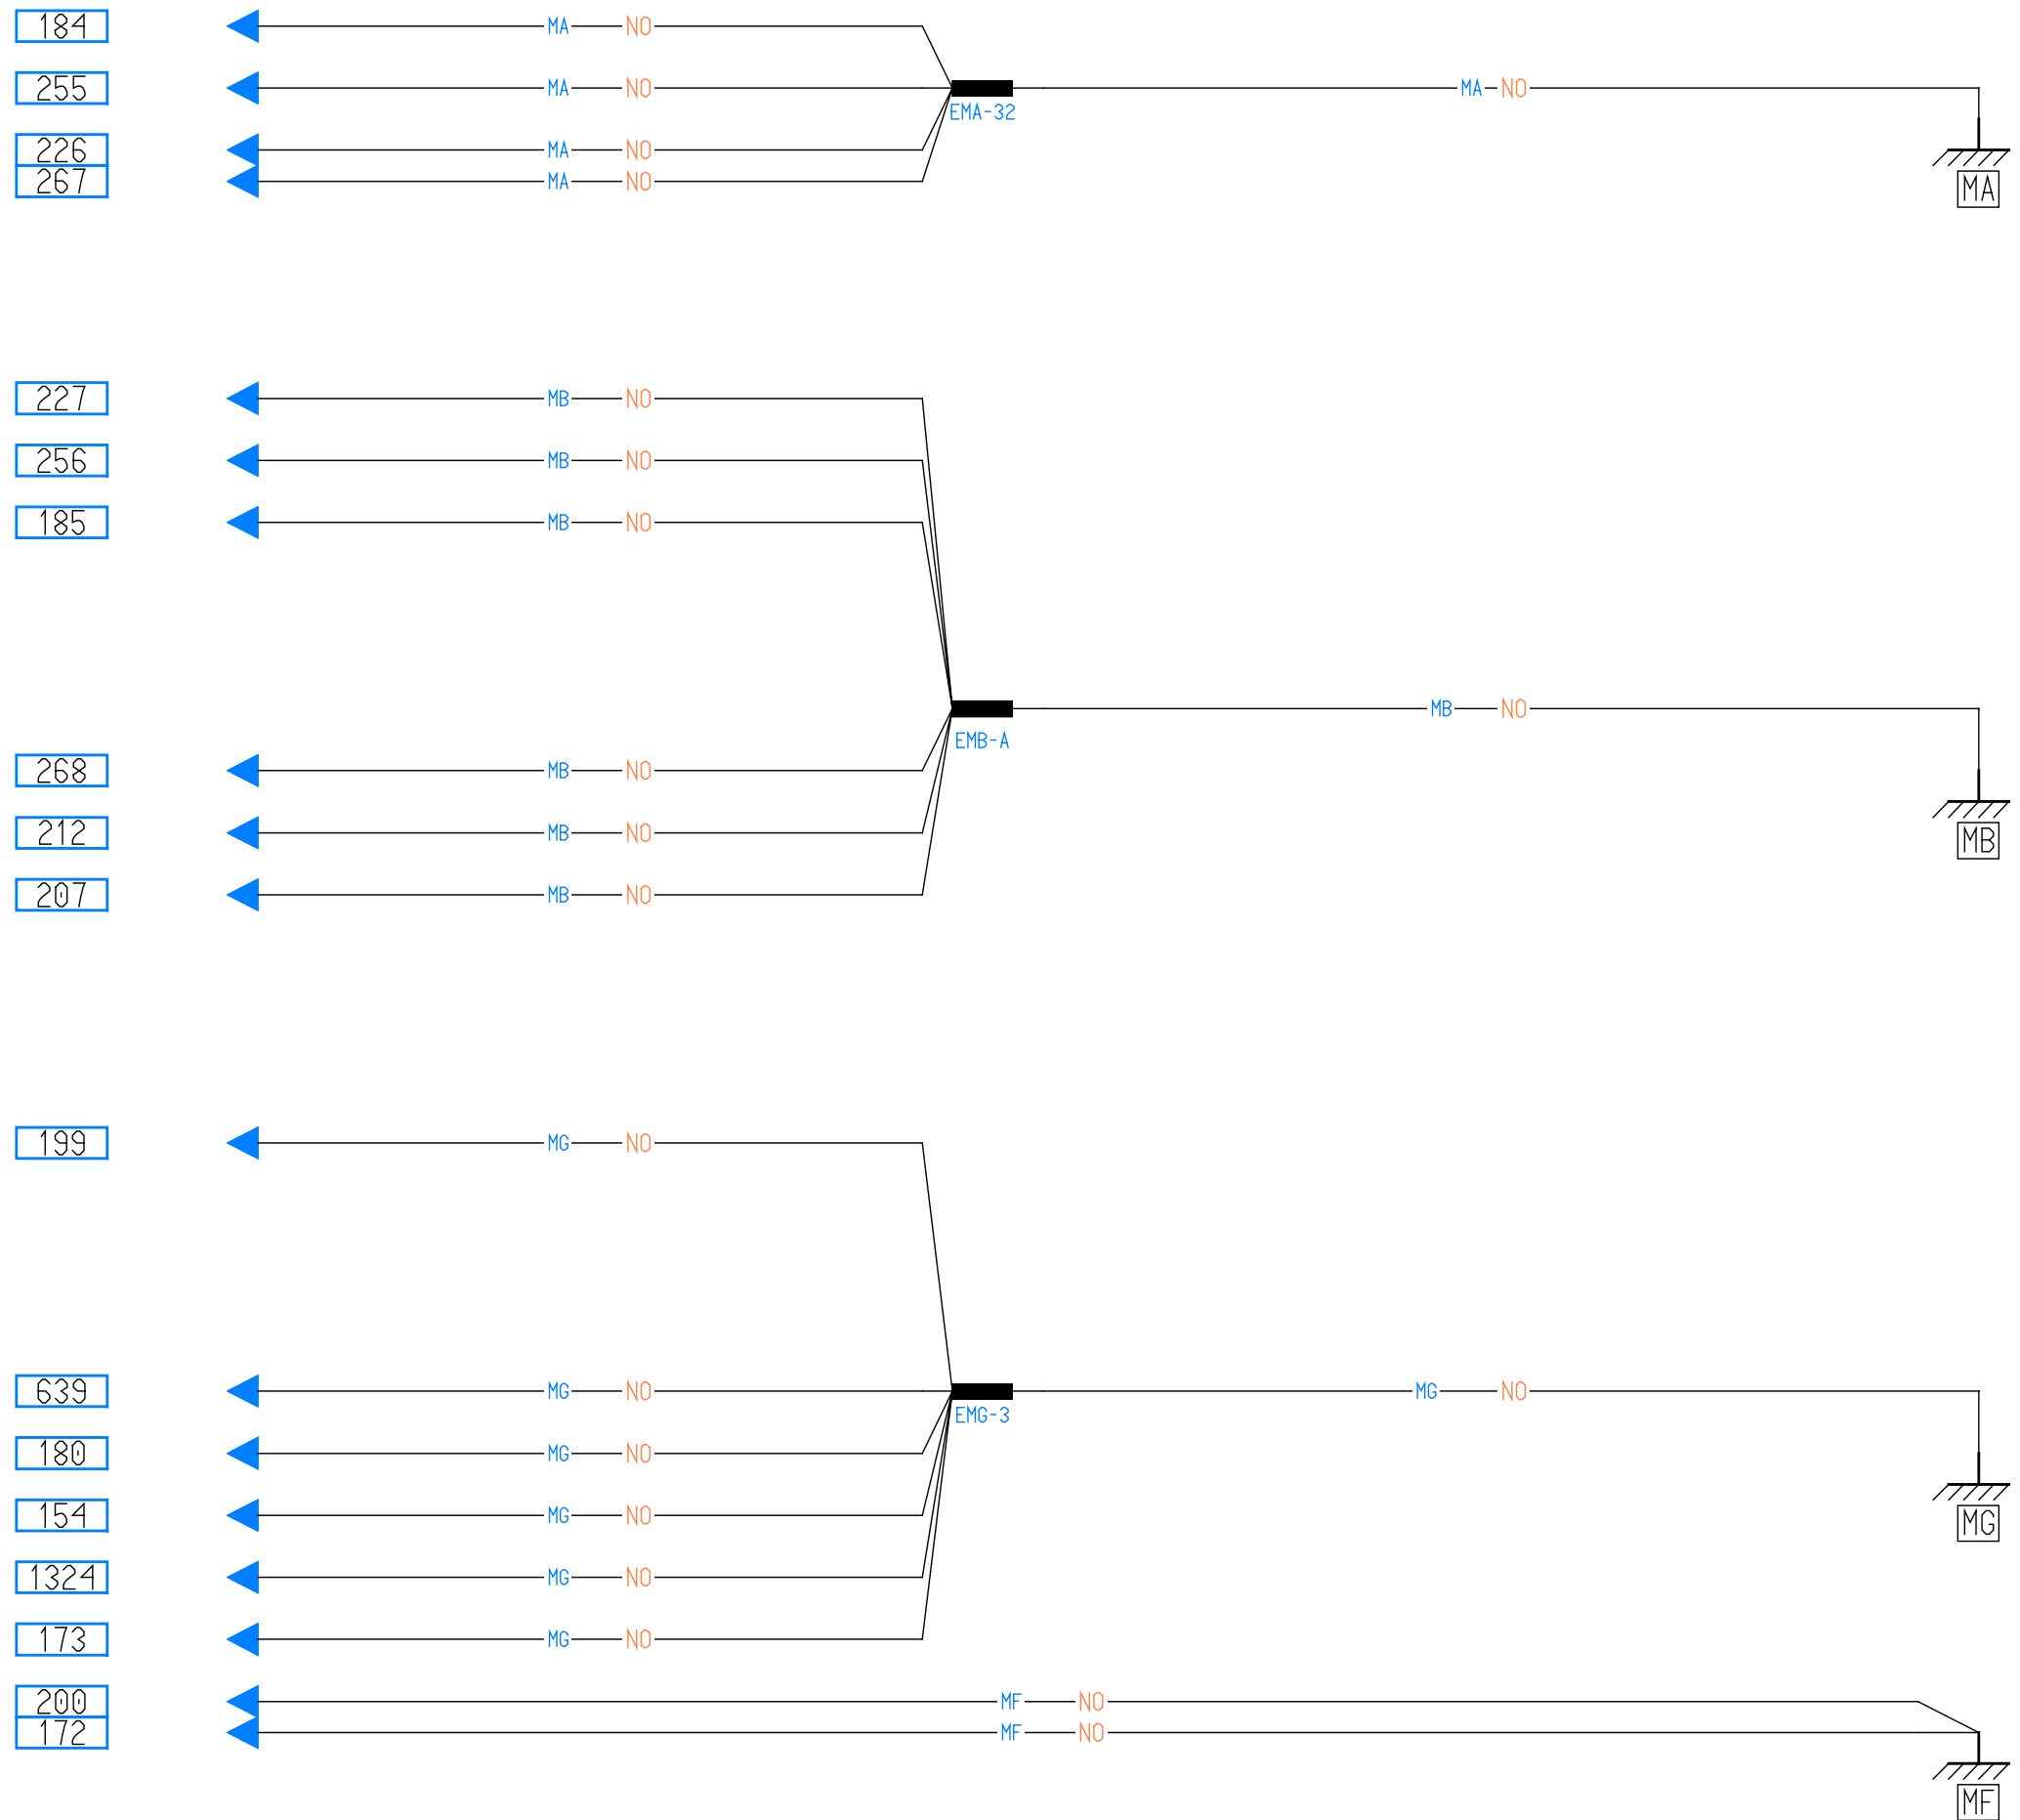 184 MA NO
255 MA NO MA NO
EMA-32
226 MA NO
267 MA NO
MA
227 MB NO
256 MB NO
185 MB NO
MB NO
EMB-A
268 MB NO
212 MB NO
MB
207 MB NO
199 MG NO
639 MG NO MG NO
EMG-3
180 MG NO
154 MG NO
MG
1324 MG NO
173 MG NO
200 MF NO
172 MF NO
MF